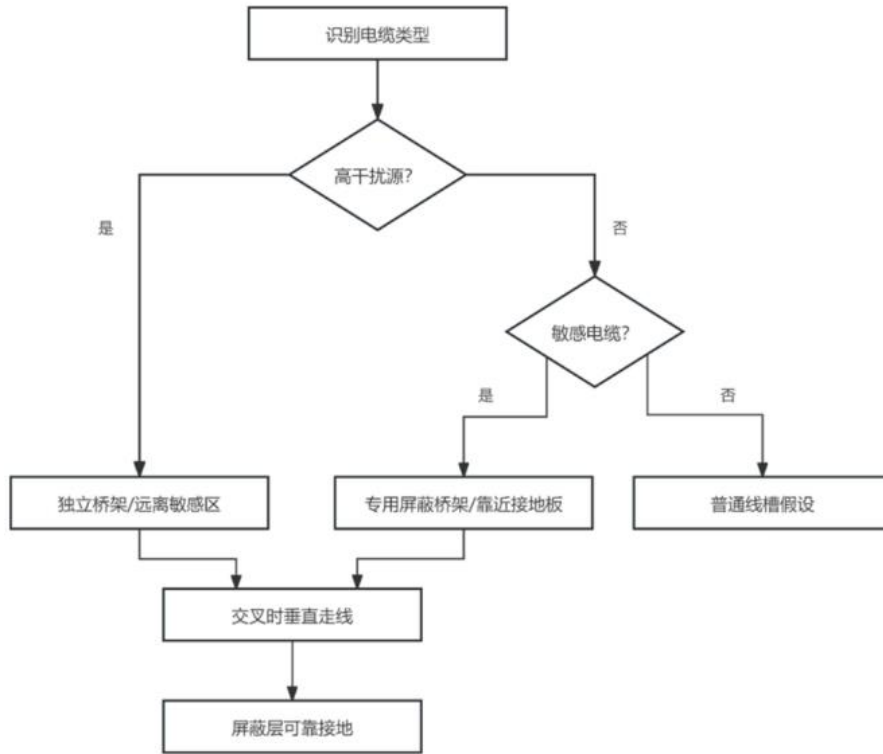 识别电缆类型
高干扰源?
是
否
敏感电缆?
是
否
独立桥架/远离敏感区
专用屏蔽桥架/靠近接地板
普通线槽假设
交叉时垂直走线
屏蔽层可靠接地